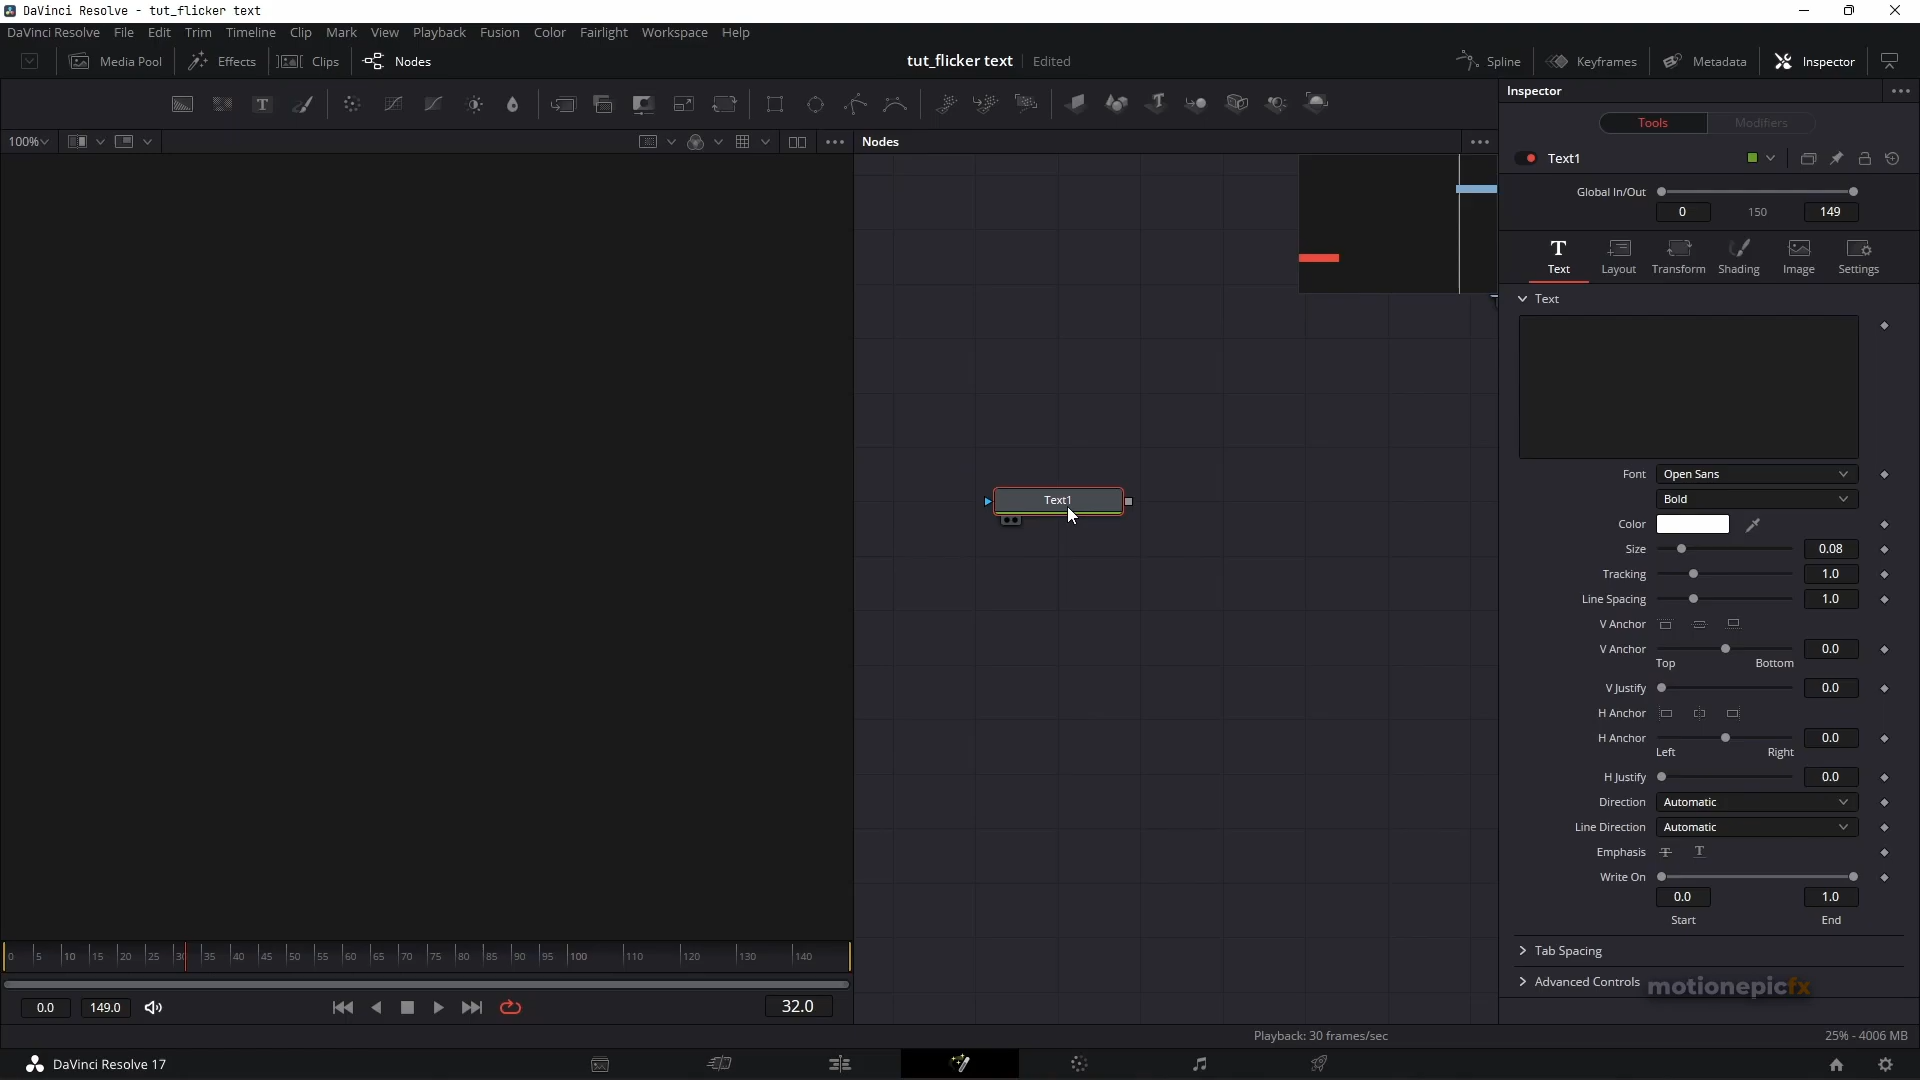 DaVinci Resolve - tut_flicker text
DaVinci Resolve File Edit Trim Timeline Clip Mark View Playback Fusion Color Fairlight Workspace Help
Media Pool Effects Clips Nodes tut_flicker text Edited Spline Keyframes Metadata Inspector
Inspector
Tools Modifiers
100% Nodes
Text1
Global In/Out
0 150 149
Text Layout Transform Shading Image Settings
Text
Font Open Sans
Bold
Text1
Color
Size 0.08
Tracking 1.0
Line Spacing 1.0
V Anchor
V Anchor 0.0
Top Bottom
V Justify 0.0
H Anchor
H Anchor 0.0
Left Right
H Justify 0.0
Direction Automatic
Line Direction Automatic
Emphasis
Write On
0.0 1.0
Start End
Tab Spacing
Advanced Controls
motionepicfx
0 5 10 15 20 25 30 35 40 45 50 55 60 65 70 75 80 85 90 95 100 110 120 130 140
0.0 149.0 32.0
Playback: 30 frames/sec 25% - 4006 MB
DaVinci Resolve 17